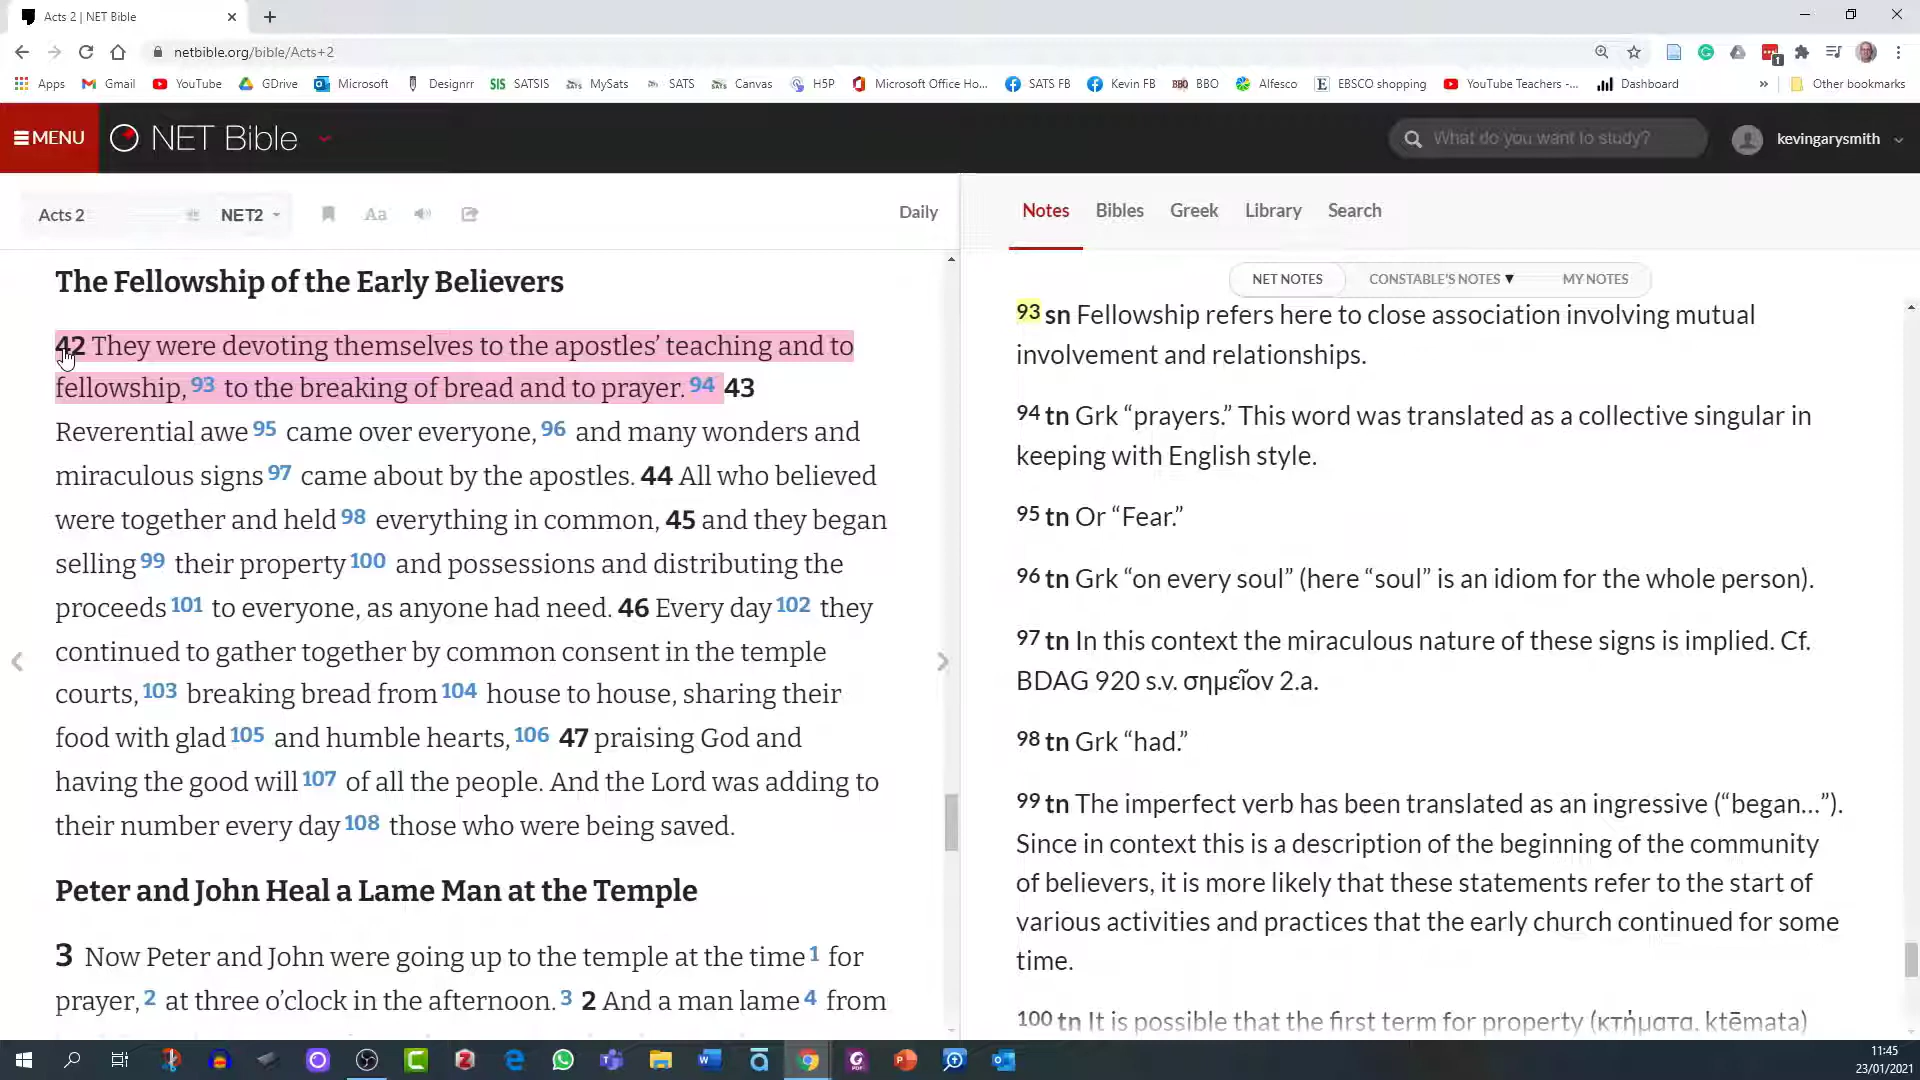 Acts 2 | NET Bible
netbible.org/bible/Acts+2
1
Apps Gmail YouTube GDrive Microsoft Designrr SIS SATSIS MySats SATS Canvas H5P Microsoft Office Ho... SATS FB Kevin FB BBO BBO Alfesco E EBSCO shopping YouTube Teachers -... Dashboard » Other bookmarks
MENU NET Bible What do you want to study? kevingarysmith
Acts 2 NET2 Aa Daily
Notes Bibles Greek Library Search
NET NOTES CONSTABLE'S NOTES ▼ MY NOTES
The Fellowship of the Early Believers
42 They were devoting themselves to the apostles’ teaching and to
fellowship, 93 to the breaking of bread and to prayer. 94 43
Reverential awe 95 came over everyone, 96 and many wonders and
miraculous signs 97 came about by the apostles. 44 All who believed
were together and held 98 everything in common, 45 and they began
selling 99 their property 100 and possessions and distributing the
proceeds 101 to everyone, as anyone had need. 46 Every day 102 they
continued to gather together by common consent in the temple
courts, 103 breaking bread from 104 house to house, sharing their
food with glad 105 and humble hearts, 106 47 praising God and
having the good will 107 of all the people. And the Lord was adding to
their number every day 108 those who were being saved.
Peter and John Heal a Lame Man at the Temple
3 Now Peter and John were going up to the temple at the time 1 for
prayer, 2 at three o’clock in the afternoon. 3 2 And a man lame 4 from
93 sn Fellowship refers here to close association involving mutual
involvement and relationships.
94 tn Grk “prayers.” This word was translated as a collective singular in
keeping with English style.
95 tn Or “Fear.”
96 tn Grk “on every soul” (here “soul” is an idiom for the whole person).
97 tn In this context the miraculous nature of these signs is implied. Cf.
BDAG 920 s.v. σημεῖον 2.a.
98 tn Grk “had.”
99 tn The imperfect verb has been translated as an ingressive (“began…”).
Since in context this is a description of the beginning of the community
of believers, it is more likely that these statements refer to the start of
various activities and practices that the early church continued for some
time.
100 tn It is possible that the first term for property (κτήματα, ktēmata)
11:45
23/01/2021